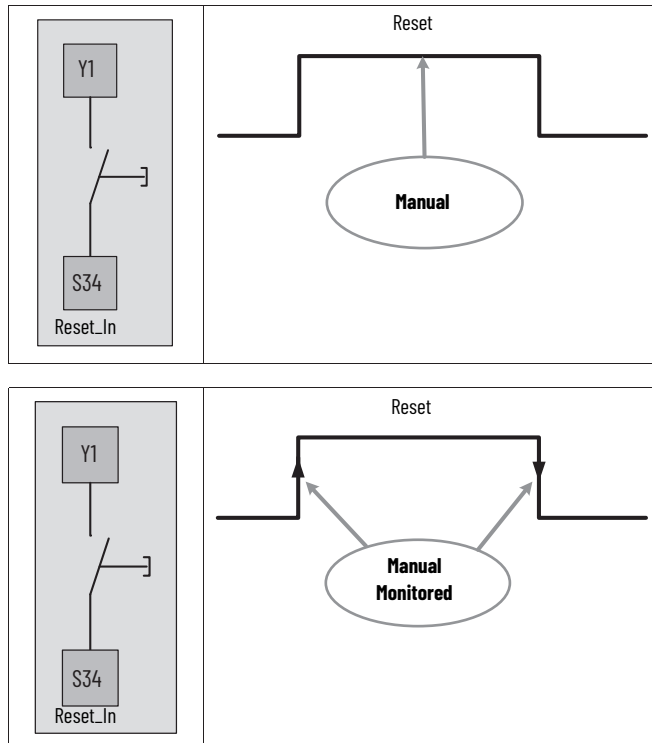 Reset
Y1
Manual
S34
Reset_In
Reset
Y1
Manual
Monitored
S34
Reset_In